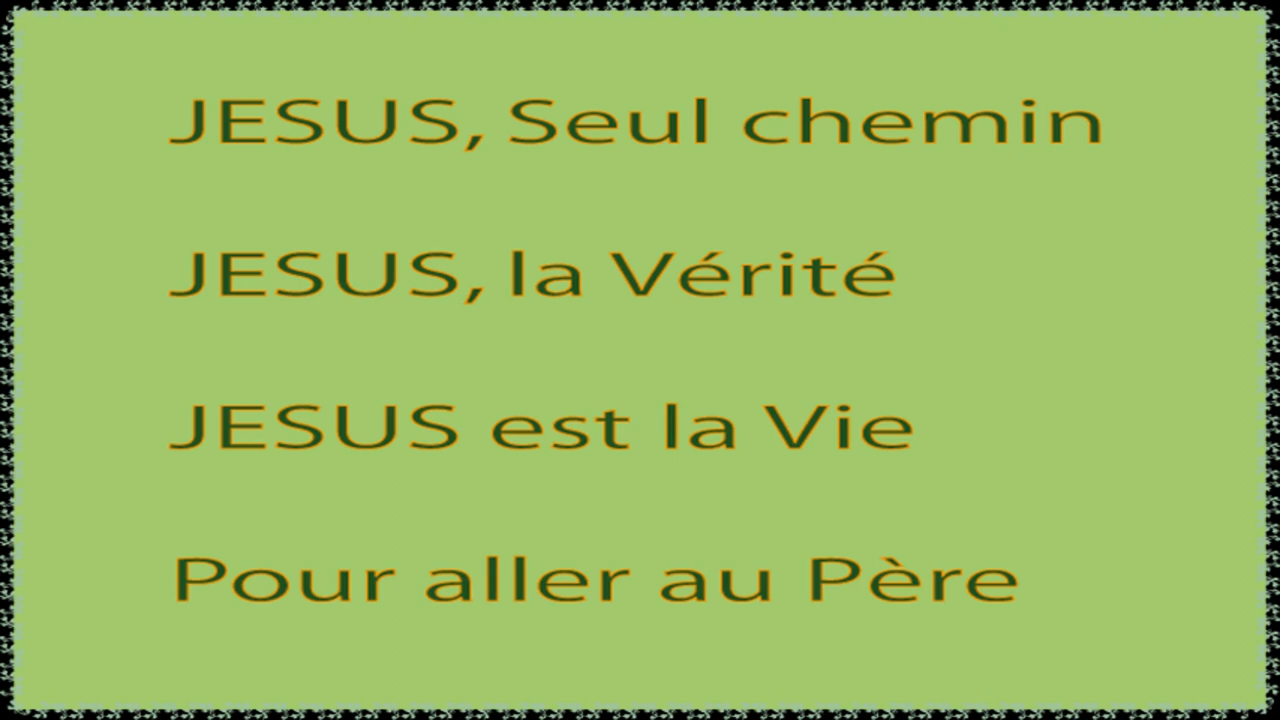 JESUS, Seul chemin
JESUS, la Vérité
JESUS est la Vie
Pour aller au Père